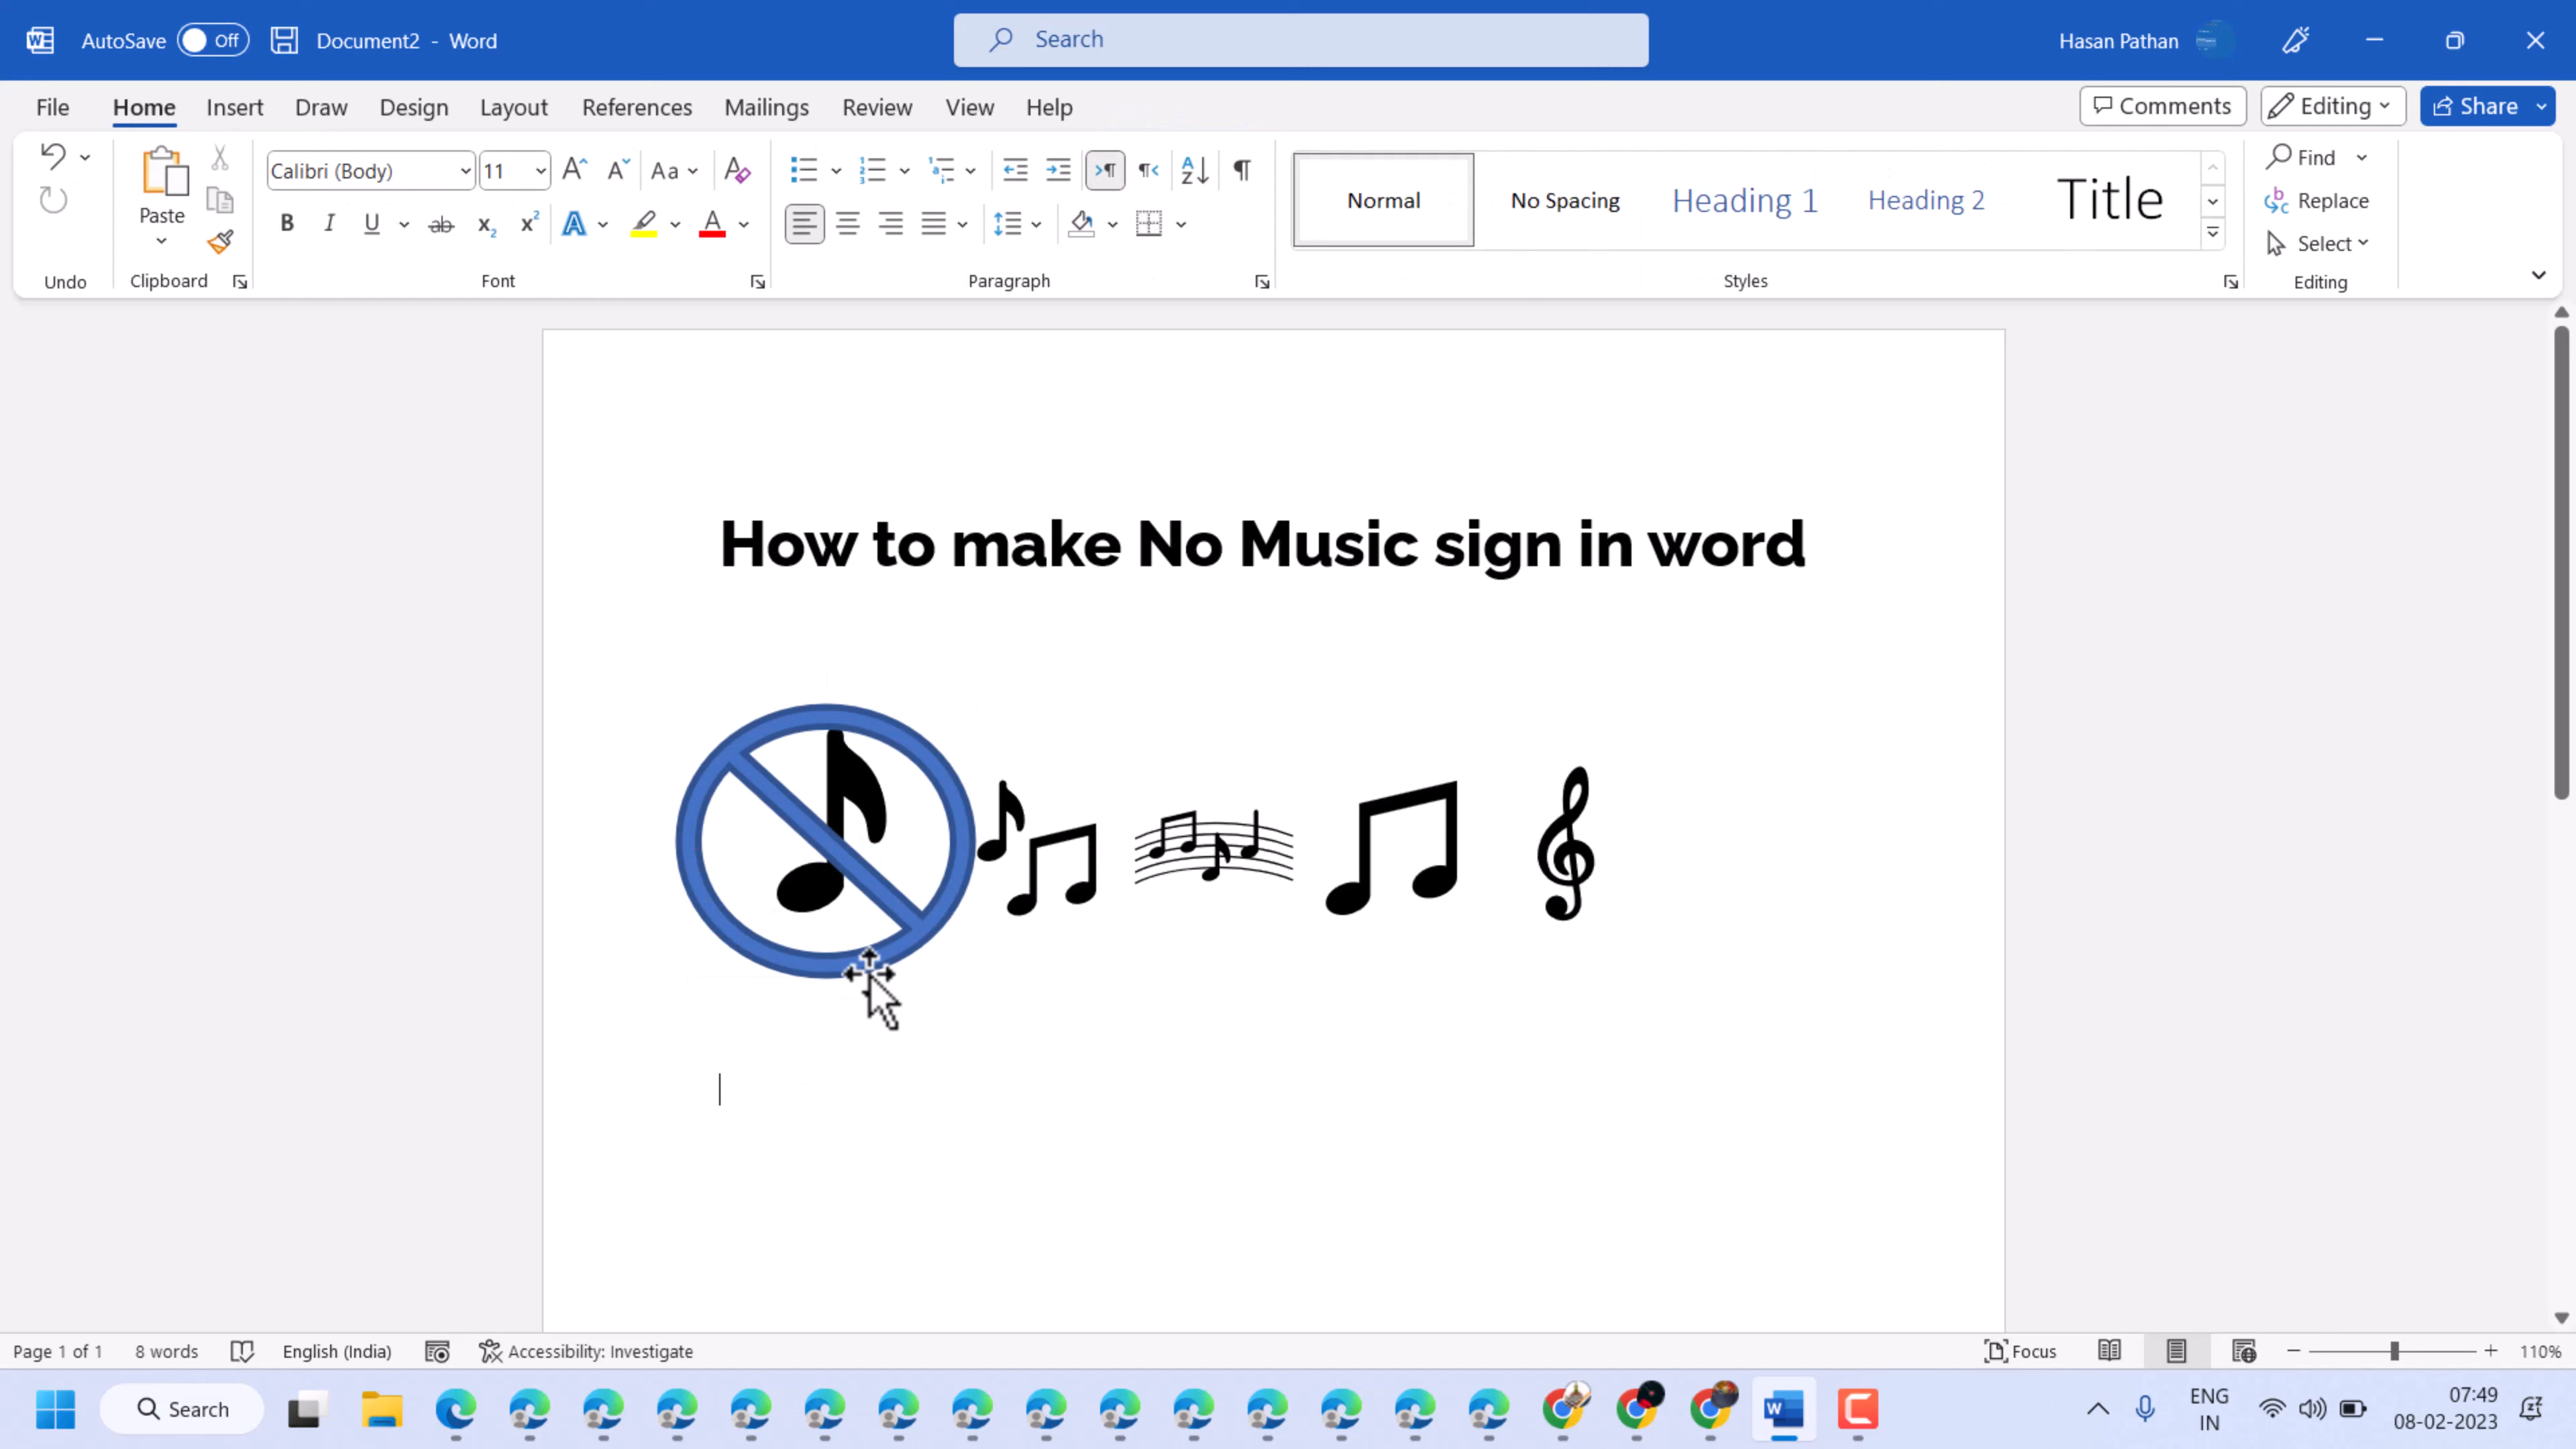 AutoSave Off Document2 - Word Search Hasan Pathan
File Home Insert Draw Design Layout References Mailings Review View Help Comments Editing Share
Calibri (Body) 11 Aa Normal No Spacing Heading 1 Heading 2 Title Find
Paste Replace
Select
Undo Clipboard Font Paragraph Styles Editing
How to make No Music sign in word
Page 1 of 1 8 words English (India) Accessibility: Investigate Focus 110%
Search ENG 07:49
IN 08-02-2023